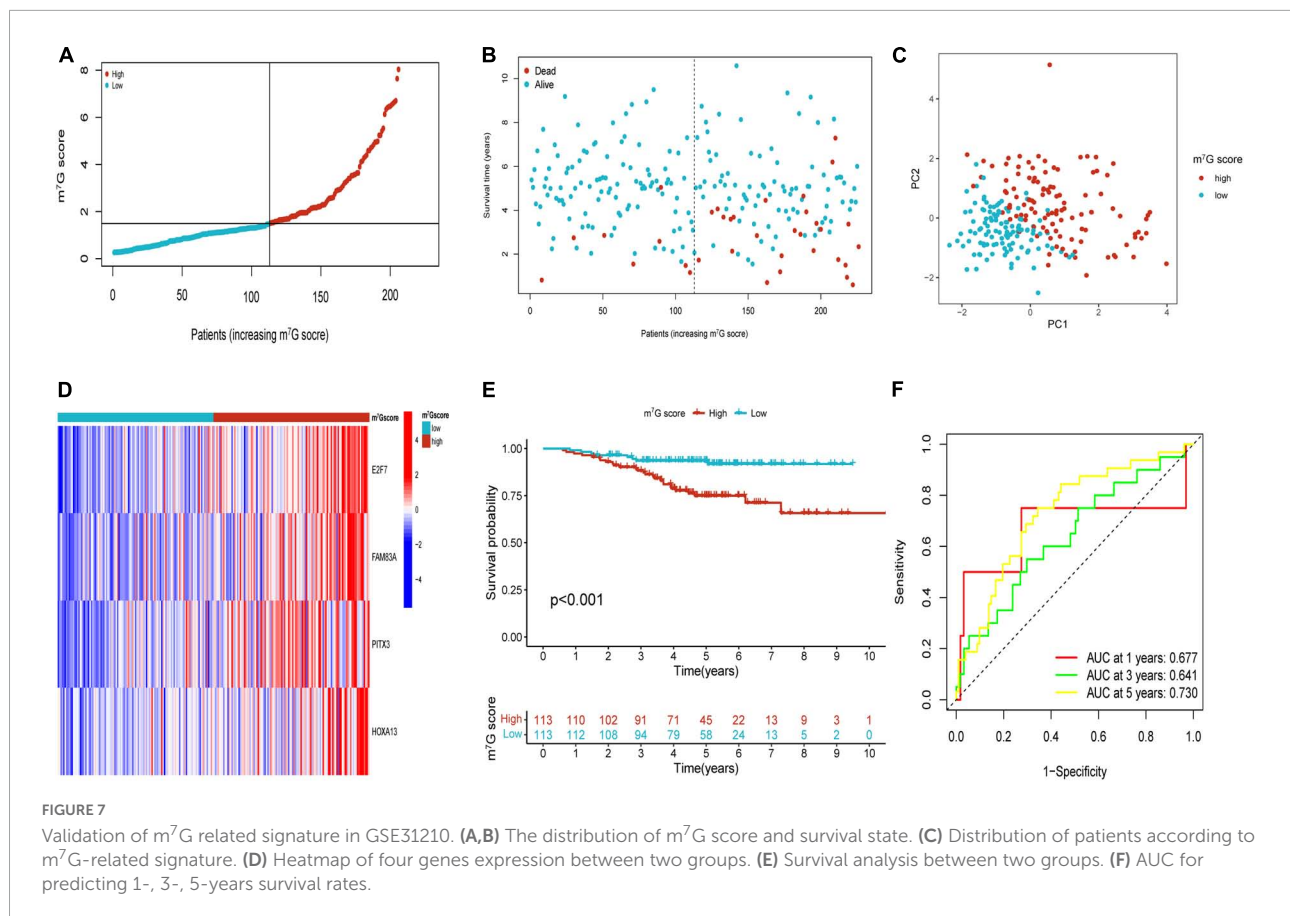 A
High
Low
m⁷G score
8
6
4
2
0
0 50 100 150 200
Patients (increasing m⁷G socre)
B
Dead
Alive
Survival time (years)
10
8
6
4
2
0 50 100 150 200
Patients (increasing m⁷G socre)
C
PC2
4
2
0
−2
−2 0 2 4
PC1
m⁷G score
high
low
D
m⁷Gscore
E2F7
FAM83A
PITX3
HOXA13
4
2
0
−2
−4
m⁷Gscore
low
high
E
m⁷G score High Low
Survival probability
1.00
0.75
0.50
0.25
0.00
p<0.001
0 1 2 3 4 5 6 7 8 9 10
Time(years)
m⁷G score
High 113 110 102 91 71 45 22 13 9 3 1
Low 113 112 108 94 79 58 24 13 5 2 0
0 1 2 3 4 5 6 7 8 9 10
Time(years)
F
Sensitivity
1.0
0.8
0.6
0.4
0.2
0.0
AUC at 1 years: 0.677
AUC at 3 years: 0.641
AUC at 5 years: 0.730
0.0 0.2 0.4 0.6 0.8 1.0
1−Specificity
FIGURE 7
Validation of m⁷G related signature in GSE31210. (A,B) The distribution of m⁷G score and survival state. (C) Distribution of patients according to
m⁷G-related signature. (D) Heatmap of four genes expression between two groups. (E) Survival analysis between two groups. (F) AUC for
predicting 1-, 3-, 5-years survival rates.